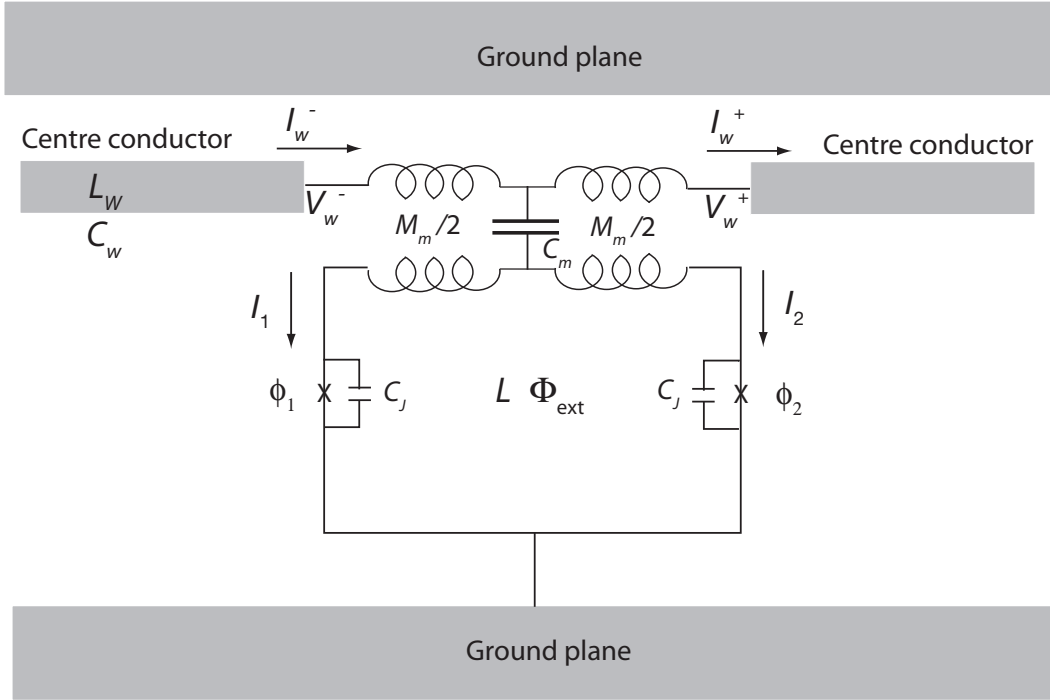 Ground plane
I_w^-
I_w^+
Centre conductor
Centre conductor
L_W
V_w^-
V_w^+
C_w
M_m/2
M_m/2
C_m
I_1
I_2
ϕ_1
C_J
L Φ_ext
C_J
ϕ_2
Ground plane